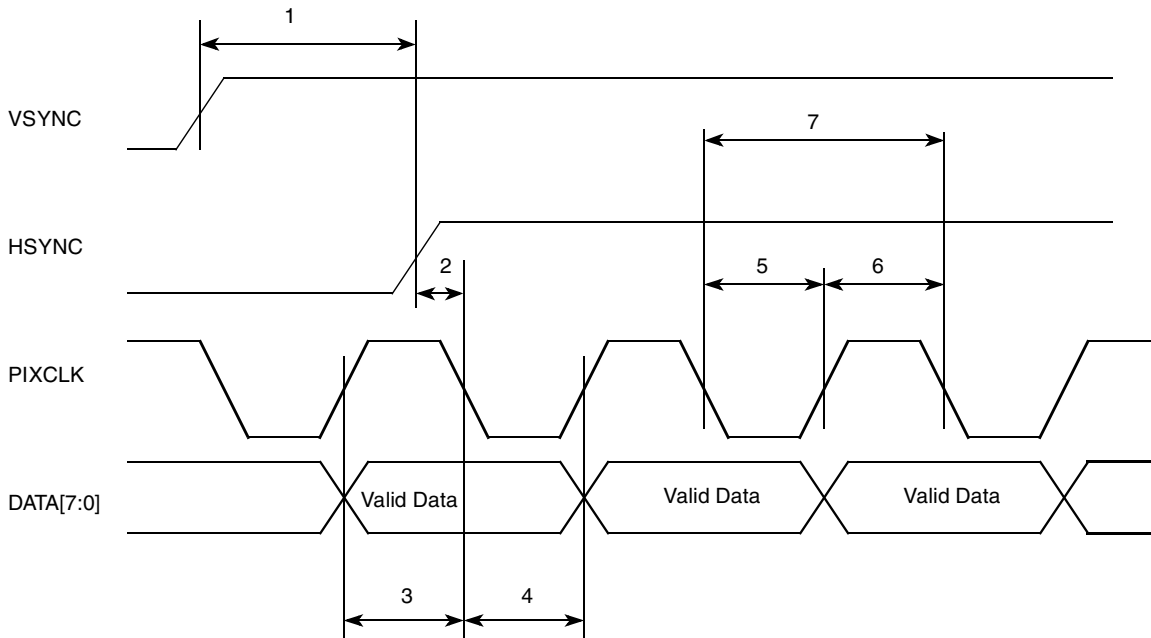 1
VSYNC
7
HSYNC
2
5
6
PIXCLK
DATA[7:0]
Valid Data
Valid Data
Valid Data
3
4